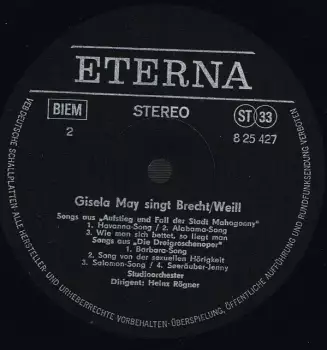 ETERNA
BIEM
STEREO
ST 33
2
8 25 427
Gisela May singt Brecht/Weill
Songs aus „Aufstieg und Fall der Stadt Mahagonny"
1. Havanna-Song / 2. Alabama-Song
3. Wie man sich bettet, so liegt man
Songs aus „Die Dreigroschenoper"
1. Barbara-Song
2. Song von der sexuellen Hörigkeit
3. Salomon-Song / 4. Seeräuber-Jenny
Studioorchester
Dirigent: Heinz Rögner
VEB DEUTSCHE SCHALLPLATTEN ALLE HERSTELLER- UND URHEBERRECHTE VORBEHALTEN-ÜBERSPIELUNG, ÖFFENTLICHE AUFFÜHRUNG UND RUNDFUNKSENDUNG VERBOTEN